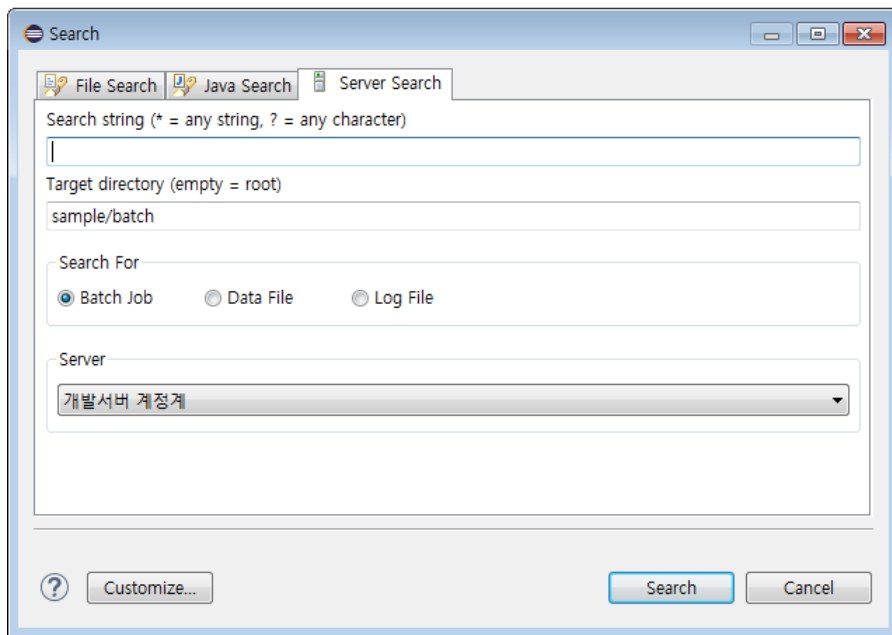 Search
File Search Java Search Server Search
Search string (* = any string, ? = any character)
Target directory (empty = root)
sample/batch
Search For
Batch Job Data File Log File
Server
개발서버 계정계
? Customize... Search Cancel